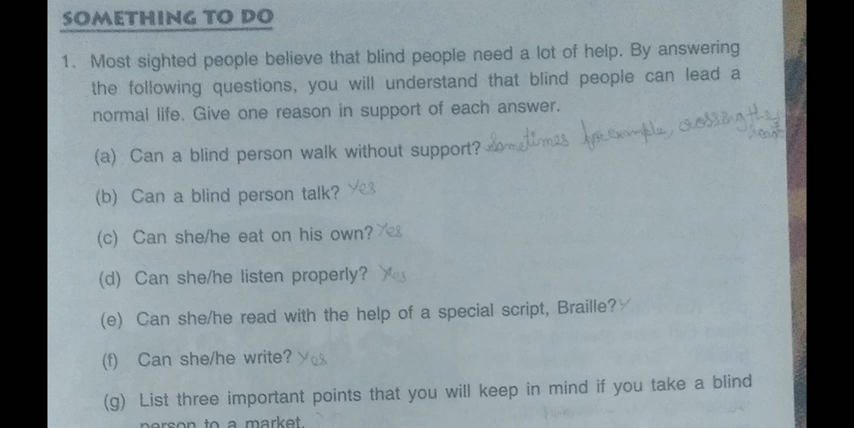 SOMETHING TO DO
1. Most sighted people believe that blind people need a lot of help. By answering
the following questions, you will understand that blind people can lead a
normal life. Give one reason in support of each answer.
(a) Can a blind person walk without support? Sometimes for example, crossing the
road
(b) Can a blind person talk? Yes
(c) Can she/he eat on his own? Yes
(d) Can she/he listen properly? Yes
(e) Can she/he read with the help of a special script, Braille? Y
(f) Can she/he write? Yes
(g) List three important points that you will keep in mind if you take a blind
person to a market.